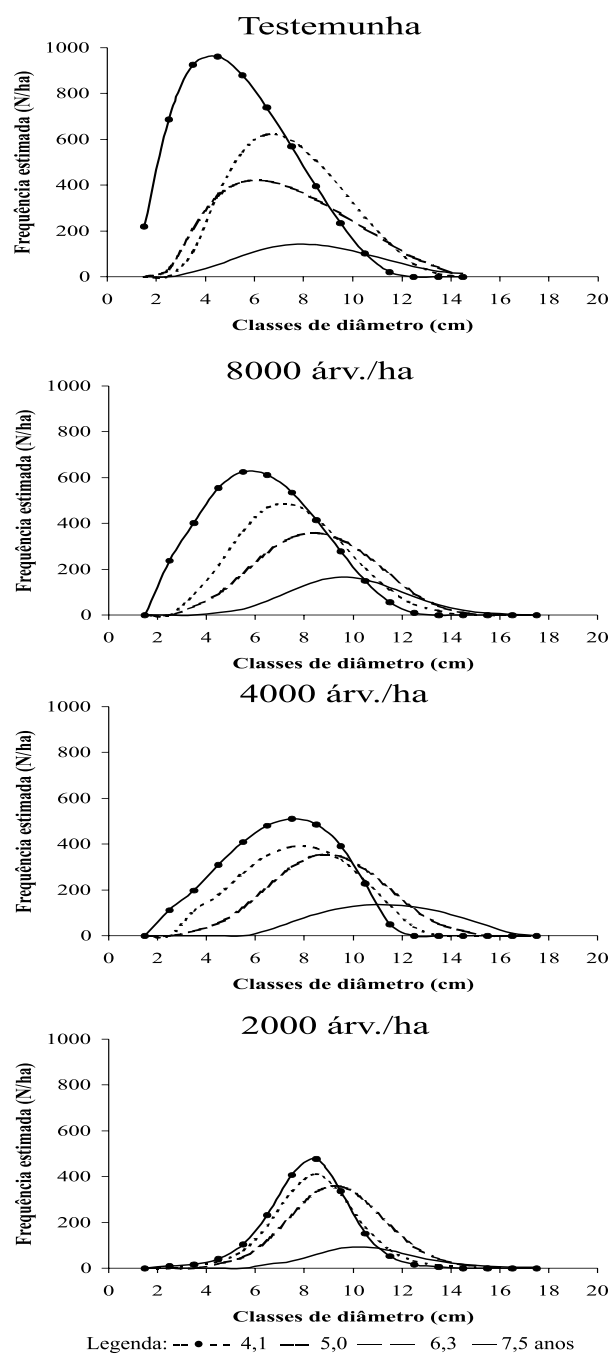 Testemunha
Frequência estimada (N/ha)
1000
800
600
400
200
0
0 2 4 6 8 10 12 14 16 18 20
Classes de diâmetro (cm)
8000 árv./ha
Frequência estimada (N/ha)
1000
800
600
400
200
0
0 2 4 6 8 10 12 14 16 18 20
Classes de diâmetro (cm)
4000 árv./ha
Frequência estimada (N/ha)
1000
800
600
400
200
0
0 2 4 6 8 10 12 14 16 18 20
Classes de diâmetro (cm)
2000 árv./ha
Frequência estimada (N/ha)
1000
800
600
400
200
0
0 2 4 6 8 10 12 14 16 18 20
Classes de diâmetro (cm)
Legenda: 4,1 5,0 6,3 7,5 anos